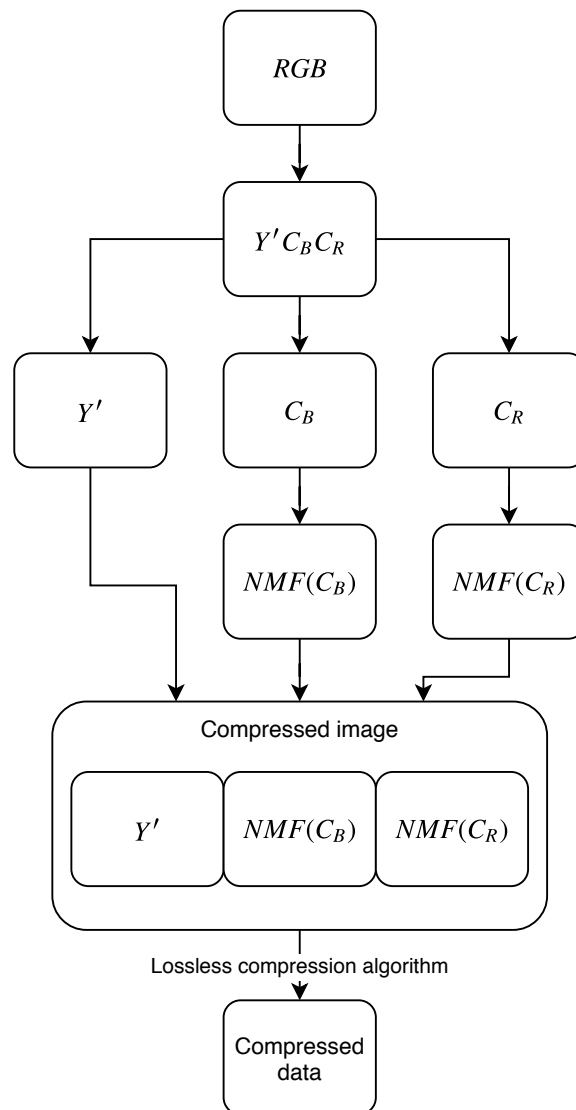 RGB
Y′C_BC_R
Y′
C_B
C_R
NMF(C_B)
NMF(C_R)
Compressed image
Y′
NMF(C_B)
NMF(C_R)
Lossless compression algorithm
Compressed
data